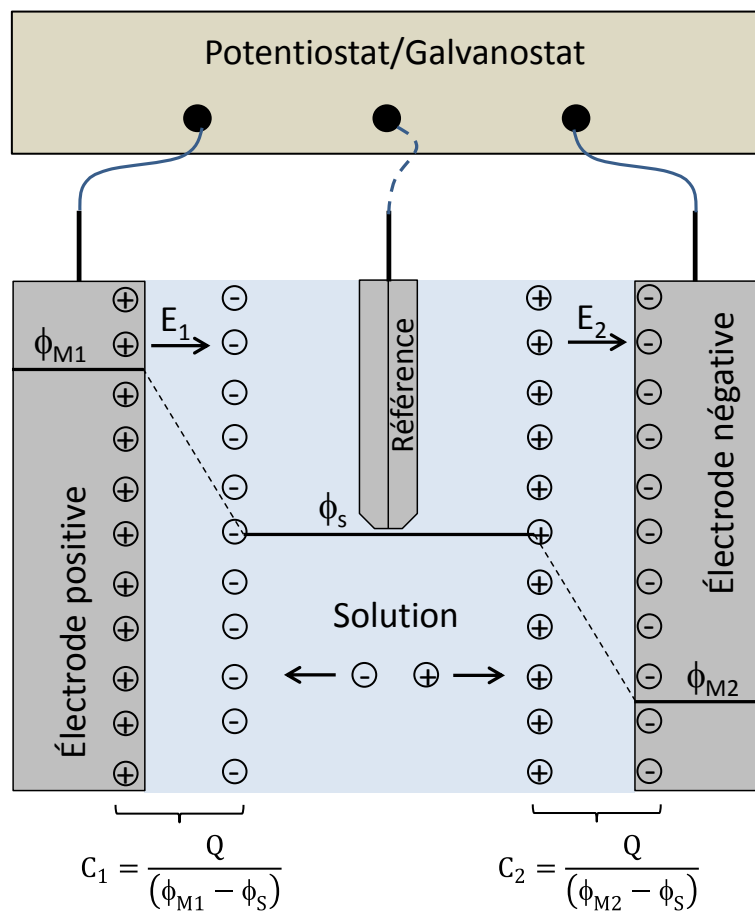 Potentiostat/Galvanostat
E₁
E₂
ϕM1
Référence
Électrode positive
Électrode négative
ϕs
Solution
ϕM2
C₁ = Q / (ϕM1 − ϕS)
C₂ = Q / (ϕM2 − ϕS)